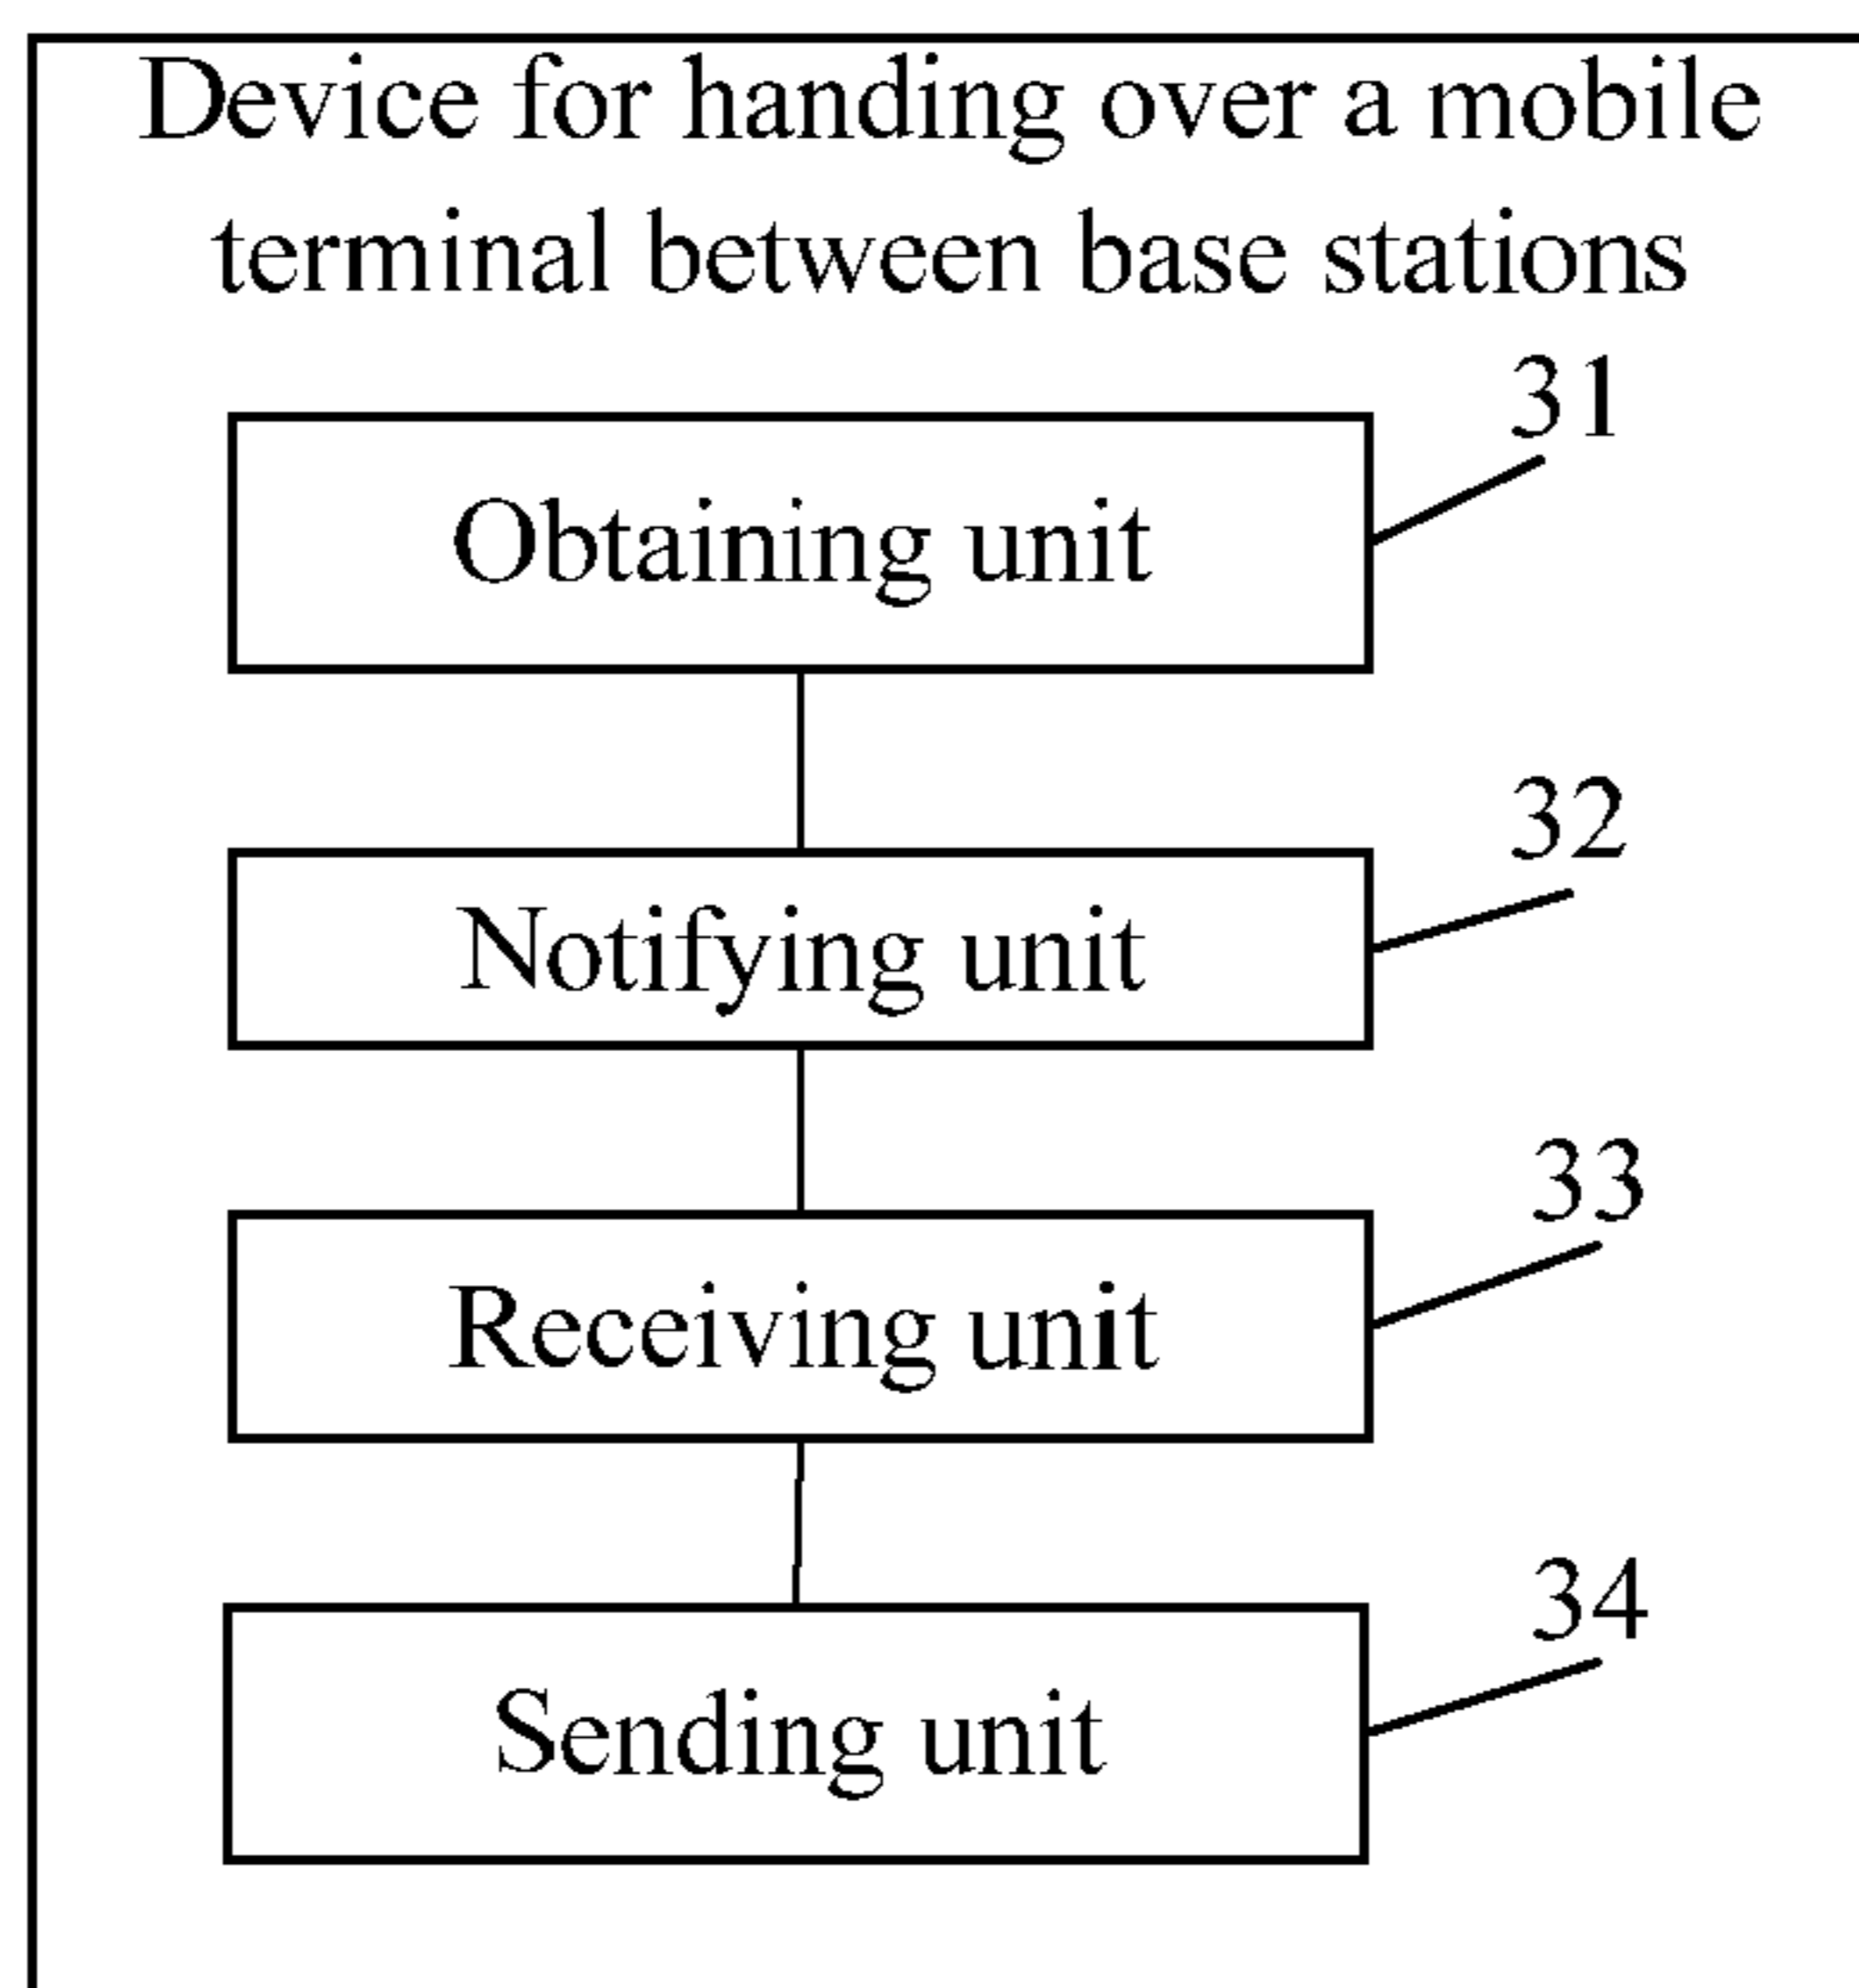 Device for handing over a mobile
terminal between base stations
31
Obtaining unit
32
Notifying unit
33
Receiving unit
34
Sending unit